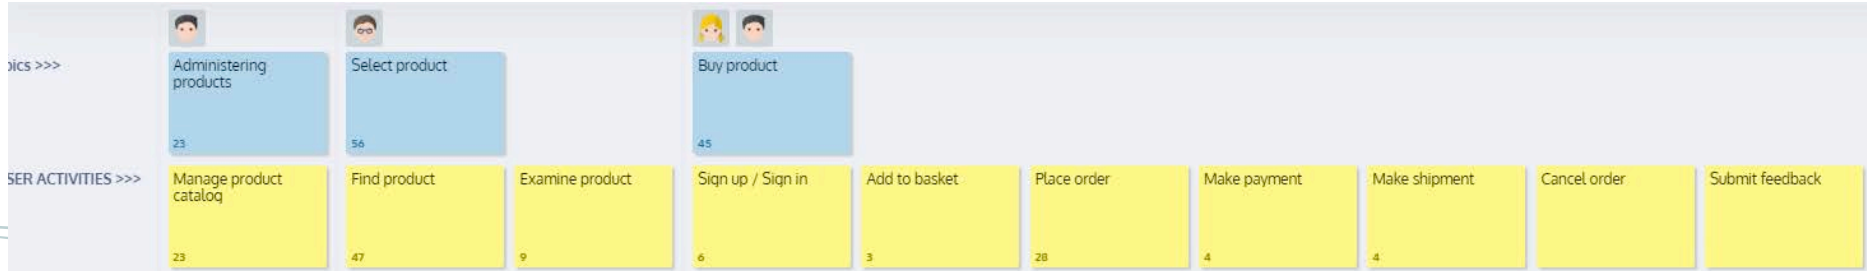 pics >>>
Administering
products
23
Select product
56
Buy product
45
SER ACTIVITIES >>>
Manage product
catalog
23
Find product
47
Examine product
9
Sign up / Sign in
6
Add to basket
3
Place order
28
Make payment
4
Make shipment
4
Cancel order
Submit feedback